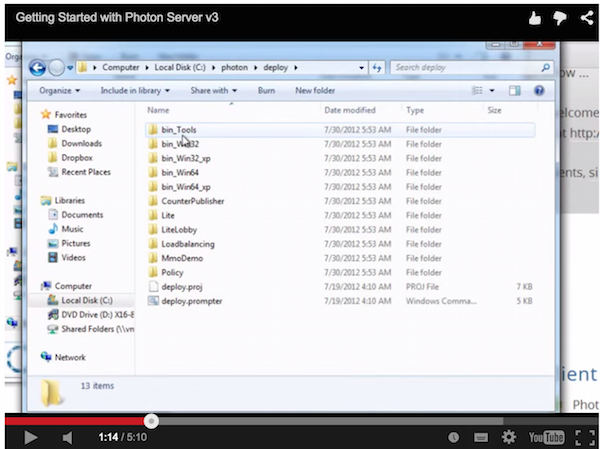 Getting Started with Photon Server v3
Computer Local Disk (C:) photon deploy Search deploy
Organize Include in library Share with Burn New folder
Name Date modified Type Size
Favorites
Desktop
Downloads
Dropbox
Recent Places
Libraries
Documents
Music
Pictures
Videos
Computer
Local Disk (C:)
DVD Drive (D:) X16-8
Shared Folders (\\vm
Network
bin_Tools 7/30/2012 5:53 AM File folder
bin_Win32 7/30/2012 5:53 AM File folder
bin_Win32_xp 7/30/2012 5:53 AM File folder
bin_Win64 7/30/2012 5:53 AM File folder
bin_Win64_xp 7/30/2012 5:53 AM File folder
CounterPublisher 7/30/2012 5:53 AM File folder
Lite 7/30/2012 5:53 AM File folder
LiteLobby 7/30/2012 5:53 AM File folder
Loadbalancing 7/30/2012 5:53 AM File folder
MmoDemo 7/30/2012 5:53 AM File folder
Policy 7/30/2012 5:53 AM File folder
deploy.proj 7/19/2012 4:10 AM PROJ File 7 KB
deploy.prompter 7/19/2012 4:10 AM Windows Comma... 5 KB
13 items
ow ...
elcome
t http:/
ents, si
ient
Phot
1:14 / 5:10
YouTube